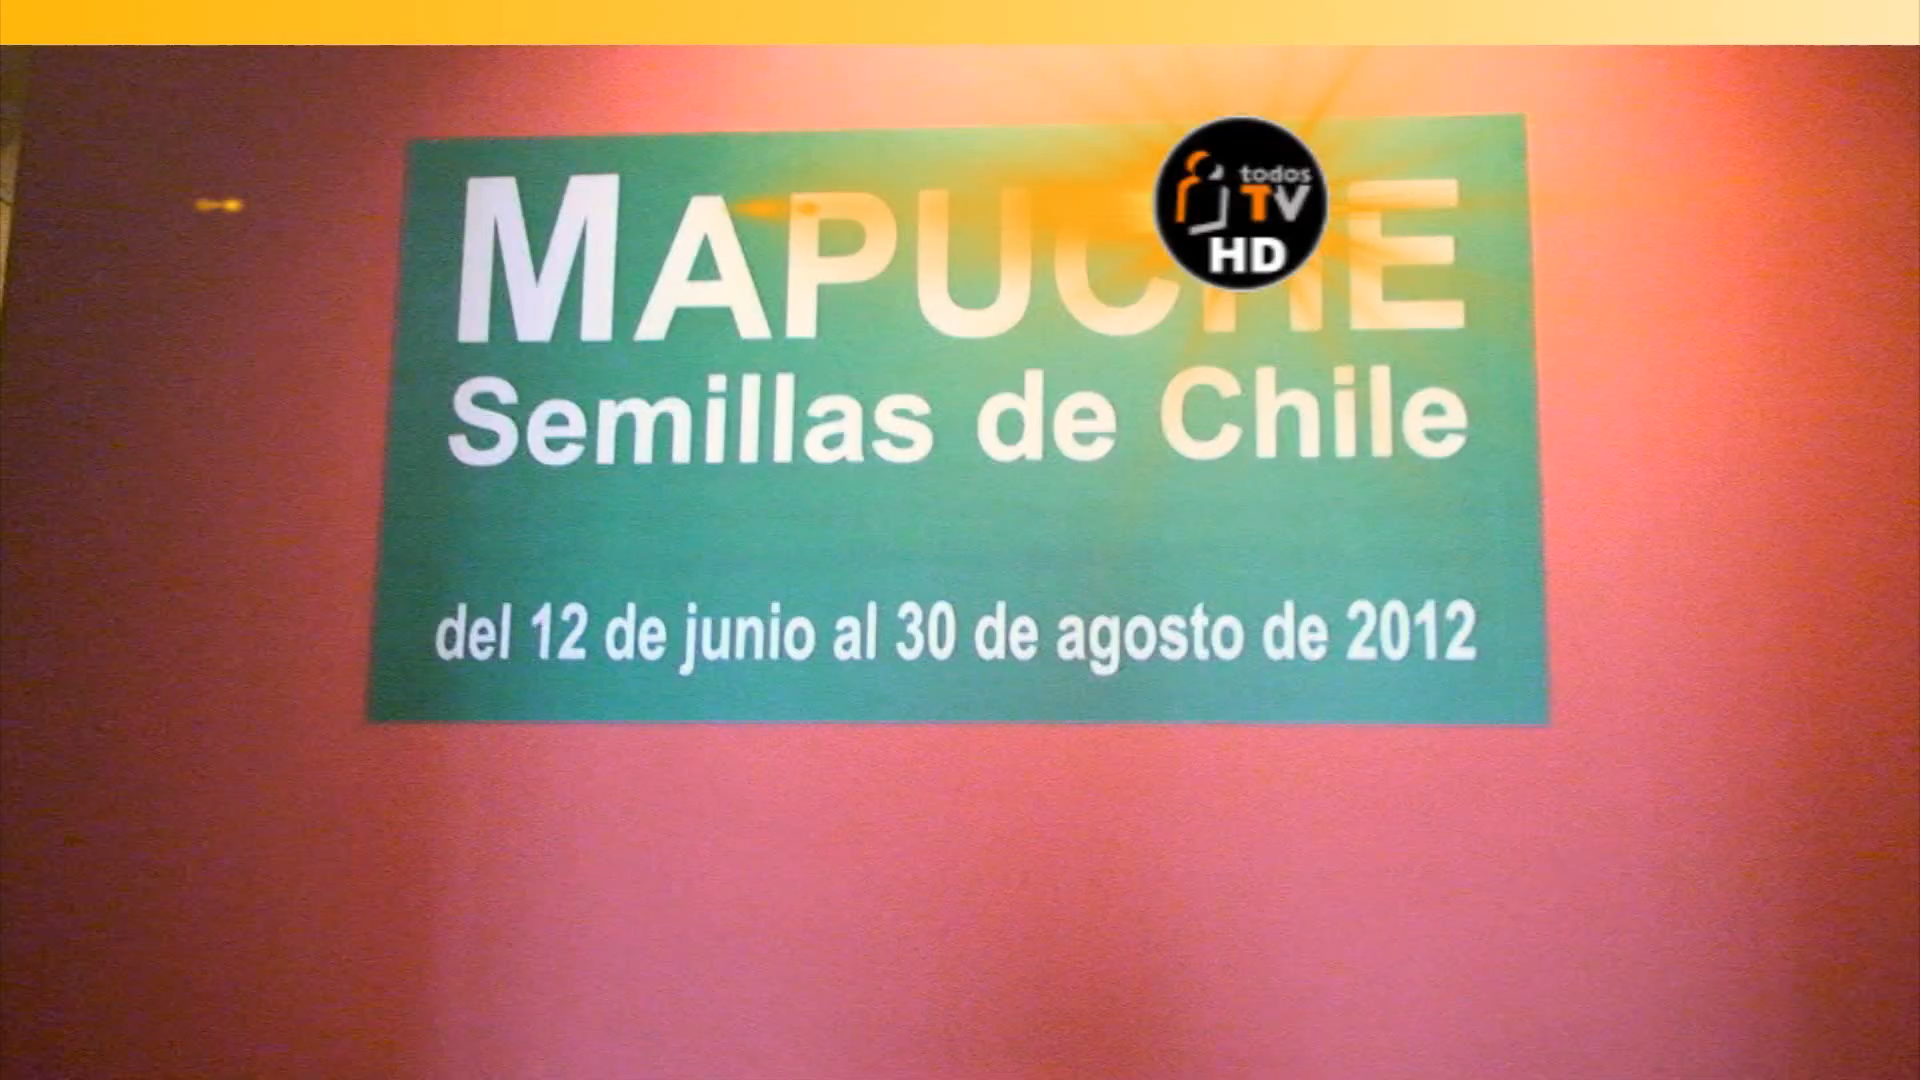 MAPUCHE
todos
TV
HD
Semillas de Chile
del 12 de junio al 30 de agosto de 2012